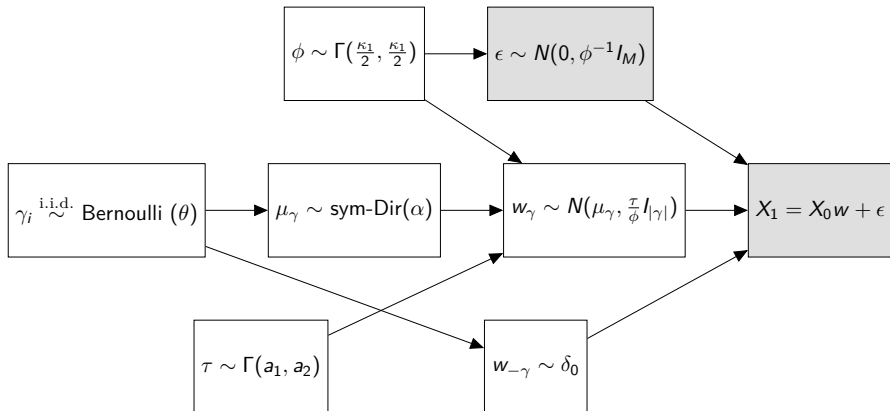 ϕ ∼ Γ(κ₁/2, κ₁/2)
ϵ ∼ N(0, ϕ⁻¹I_M)
γᵢ i.i.d. ∼ Bernoulli (θ)
μ_γ ∼ sym-Dir(α)
w_γ ∼ N(μ_γ, τ/ϕ I_|γ|)
X₁ = X₀w + ϵ
τ ∼ Γ(a₁, a₂)
w_−γ ∼ δ₀